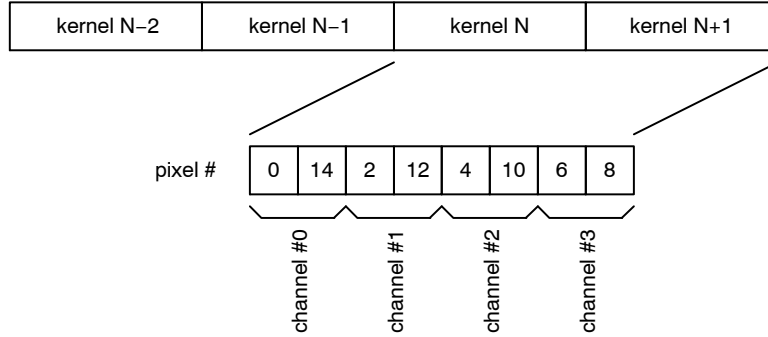 kernel N−2 kernel N−1 kernel N kernel N+1
pixel # 0 14 2 12 4 10 6 8
channel #0
channel #1
channel #2
channel #3